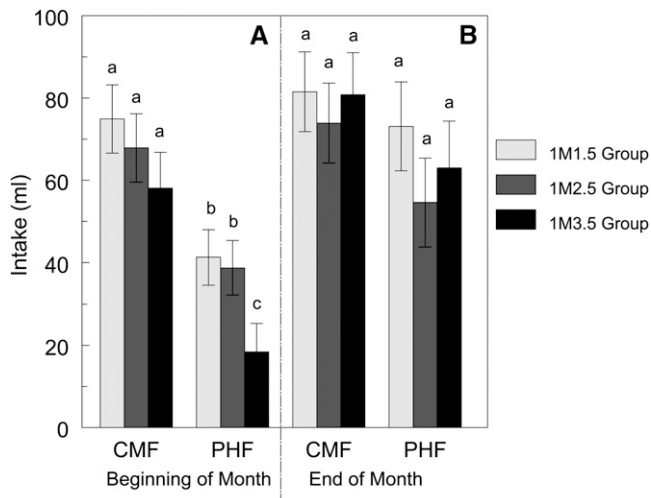 100
80
60
40
20
0
Intake (ml)
A
B
a
a
a
b
b
c
a
a
a
a
a
a
CMF
PHF
CMF
PHF
Beginning of Month
End of Month
1M1.5 Group
1M2.5 Group
1M3.5 Group